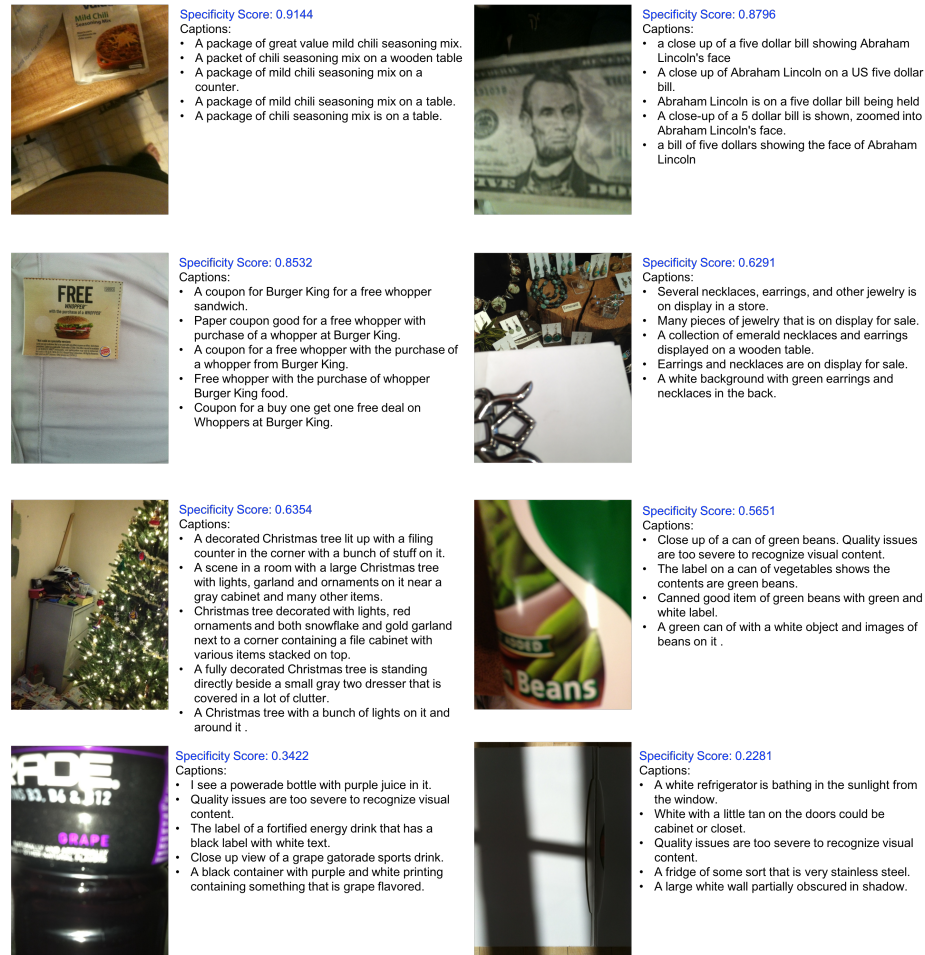 Mild Chili
Seasoning Mix
Specificity Score: 0.9144
Captions:
• A package of great value mild chili seasoning mix.
• A packet of chili seasoning mix on a wooden table
• A package of mild chili seasoning mix on a
counter.
• A package of mild chili seasoning mix on a table.
• A package of chili seasoning mix is on a table.
Specificity Score: 0.8796
Captions:
• a close up of a five dollar bill showing Abraham
Lincoln's face
• A close up of Abraham Lincoln on a US five dollar
bill.
• Abraham Lincoln is on a five dollar bill being held
• A close-up of a 5 dollar bill is shown, zoomed into
Abraham Lincoln's face.
• a bill of five dollars showing the face of Abraham
Lincoln
FREE
WHOPPER
with the purchase of a WHOPPER
Specificity Score: 0.8532
Captions:
• A coupon for Burger King for a free whopper
sandwich.
• Paper coupon good for a free whopper with
purchase of a whopper at Burger King.
• A coupon for a free whopper with the purchase of
a whopper from Burger King.
• Free whopper with the purchase of whopper
Burger King food.
• Coupon for a buy one get one free deal on
Whoppers at Burger King.
Specificity Score: 0.6291
Captions:
• Several necklaces, earrings, and other jewelry is
on display in a store.
• Many pieces of jewelry that is on display for sale.
• A collection of emerald necklaces and earrings
displayed on a wooden table.
• Earrings and necklaces are on display for sale.
• A white background with green earrings and
necklaces in the back.
Specificity Score: 0.6354
Captions:
• A decorated Christmas tree lit up with a filing
counter in the corner with a bunch of stuff on it.
• A scene in a room with a large Christmas tree
with lights, garland and ornaments on it near a
gray cabinet and many other items.
• Christmas tree decorated with lights, red
ornaments and both snowflake and gold garland
next to a corner containing a file cabinet with
various items stacked on top.
• A fully decorated Christmas tree is standing
directly beside a small gray two dresser that is
covered in a lot of clutter.
• A Christmas tree with a bunch of lights on it and
around it .
ADDED
Beans
Specificity Score: 0.5651
Captions:
• Close up of a can of green beans. Quality issues
are too severe to recognize visual content.
• The label on a can of vegetables shows the
contents are green beans.
• Canned good item of green beans with green and
white label.
• A green can of with a white object and images of
beans on it .
RADE
B3, B6 & B12
GRAPE
Specificity Score: 0.3422
Captions:
• I see a powerade bottle with purple juice in it.
• Quality issues are too severe to recognize visual
content.
• The label of a fortified energy drink that has a
black label with white text.
• Close up view of a grape gatorade sports drink.
• A black container with purple and white printing
containing something that is grape flavored.
Specificity Score: 0.2281
Captions:
• A white refrigerator is bathing in the sunlight from
the window.
• White with a little tan on the doors could be
cabinet or closet.
• Quality issues are too severe to recognize visual
content.
• A fridge of some sort that is very stainless steel.
• A large white wall partially obscured in shadow.